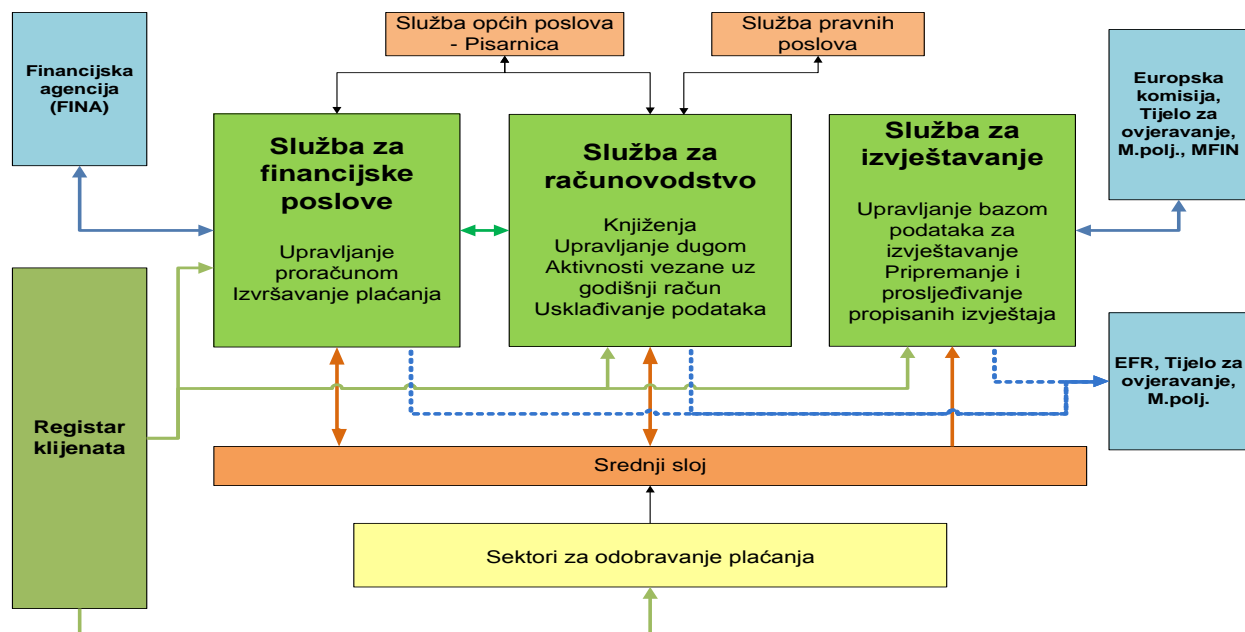 Služba općih poslova
- Pisarnica
Služba pravnih
poslova
Financijska
agencija
(FINA)
Služba za
financijske
poslove
Upravljanje
proračunom
Izvršavanje plaćanja
Služba za
računovodstvo
Knjiženja
Upravljanje dugom
Aktivnosti vezane uz
godišnji račun
Usklađivanje podataka
Služba za
izvještavanje
Upravljanje bazom
podataka za
izvještavanje
Pripremanje i
prosljeđivanje
propisanih izvještaja
Europska
komisija,
Tijelo za
ovjeravanje,
M.polj., MFIN
EFR, Tijelo za
ovjeravanje,
M.polj.
Registar
klijenata
Srednji sloj
Sektori za odobravanje plaćanja